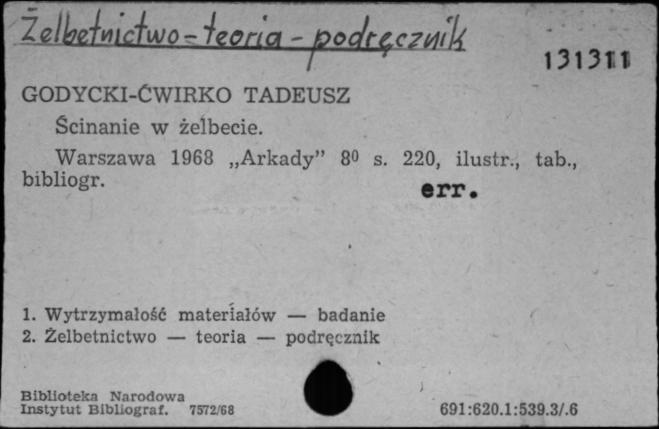 Żelbetnictwo - teoria - podręcznik
131311
GODYCKI-ĆWIRKO TADEUSZ
Ścinanie w żelbecie.
Warszawa 1968 „Arkady” 8⁰ s. 220, ilustr., tab.,
bibliogr.
err.
1. Wytrzymałość materiałów — badanie
2. Żelbetnictwo — teoria — podręcznik
Biblioteka Narodowa
Instytut Bibliograf. 7572/68
691:620.1:539.3/.6